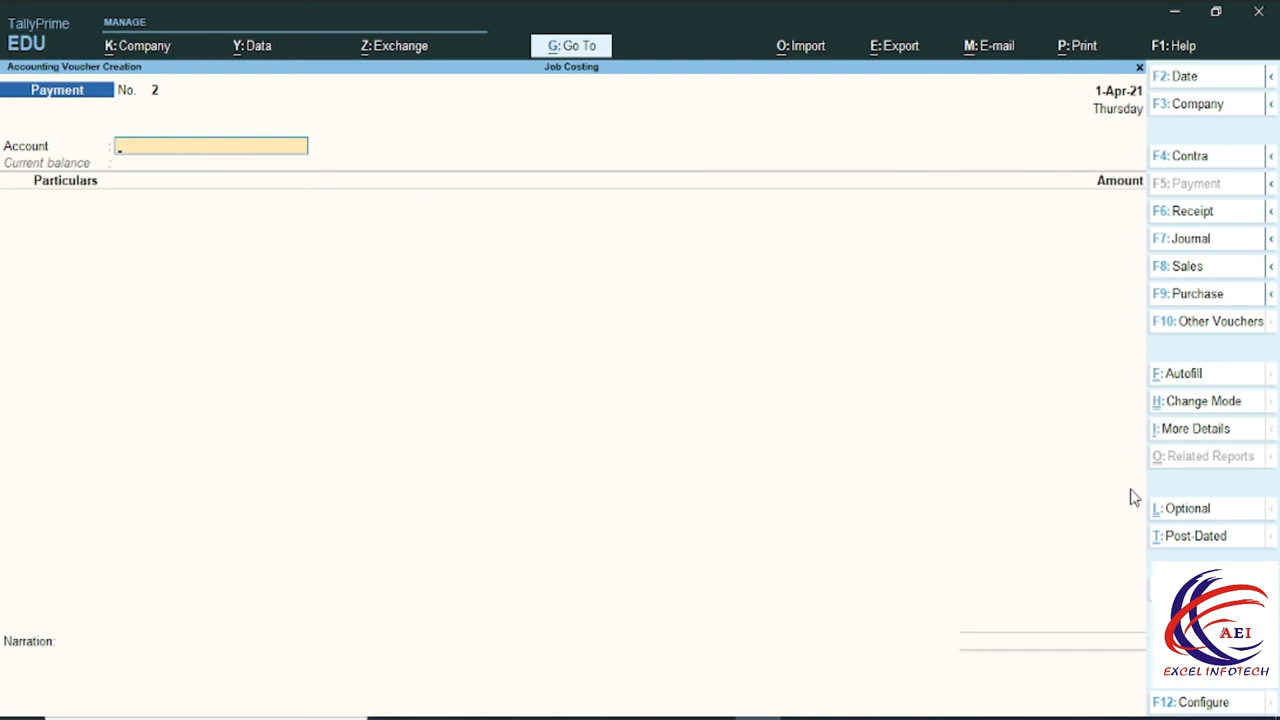 TallyPrime
EDU
MANAGE
K: Company
Y: Data
Z: Exchange
G: Go To
O: Import
E: Export
M: E-mail
P: Print
F1: Help
Accounting Voucher Creation
Job Costing
x
Payment No. 2
1-Apr-21
Thursday
Account :
Current balance :
Particulars
Amount
Narration:
F2: Date
F3: Company
F4: Contra
F5: Payment
F6: Receipt
F7: Journal
F8: Sales
F9: Purchase
F10: Other Vouchers
F: Autofill
H: Change Mode
I: More Details
O: Related Reports
L: Optional
T: Post-Dated
AEI
EXCEL INFOTECH
F12: Configure